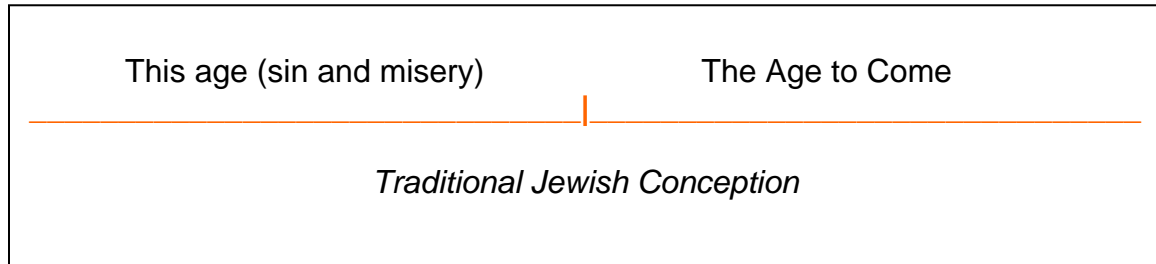 This age (sin and misery) The Age to Come
Traditional Jewish Conception